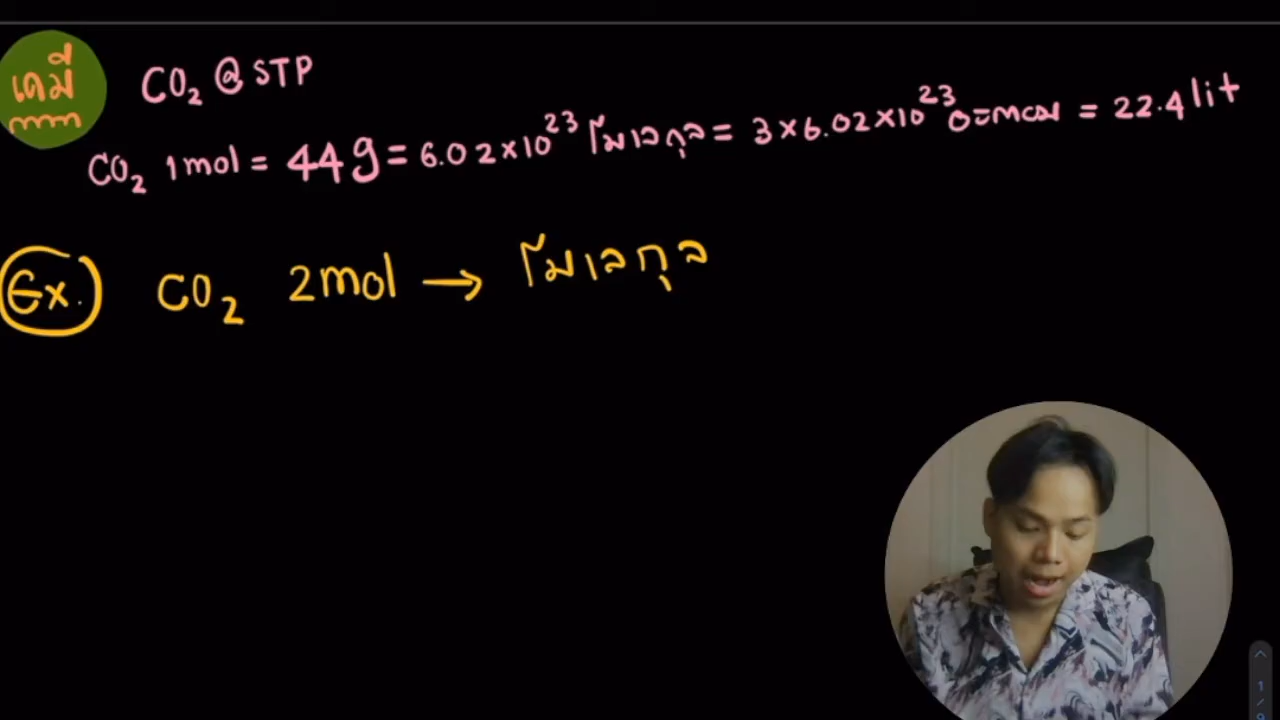 เคมี
CO₂ @ STP
CO₂ 1 mol = 44 g = 6.02×10²³ โมเลกุล = 3×6.02×10²³ อะตอม = 22.4 lit
Ex. CO₂ 2 mol → โมเลกุล
1